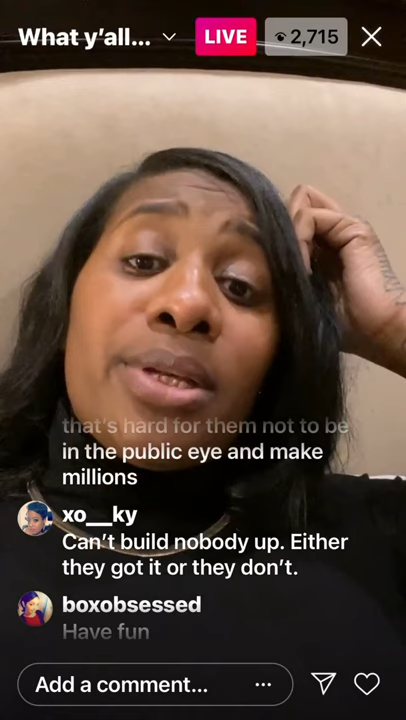 What y'all...
LIVE
2,715
that's hard for them not to be
in the public eye and make
millions
xo__ky
Can't build nobody up. Either
they got it or they don't.
boxobsessed
Have fun
Add a comment...